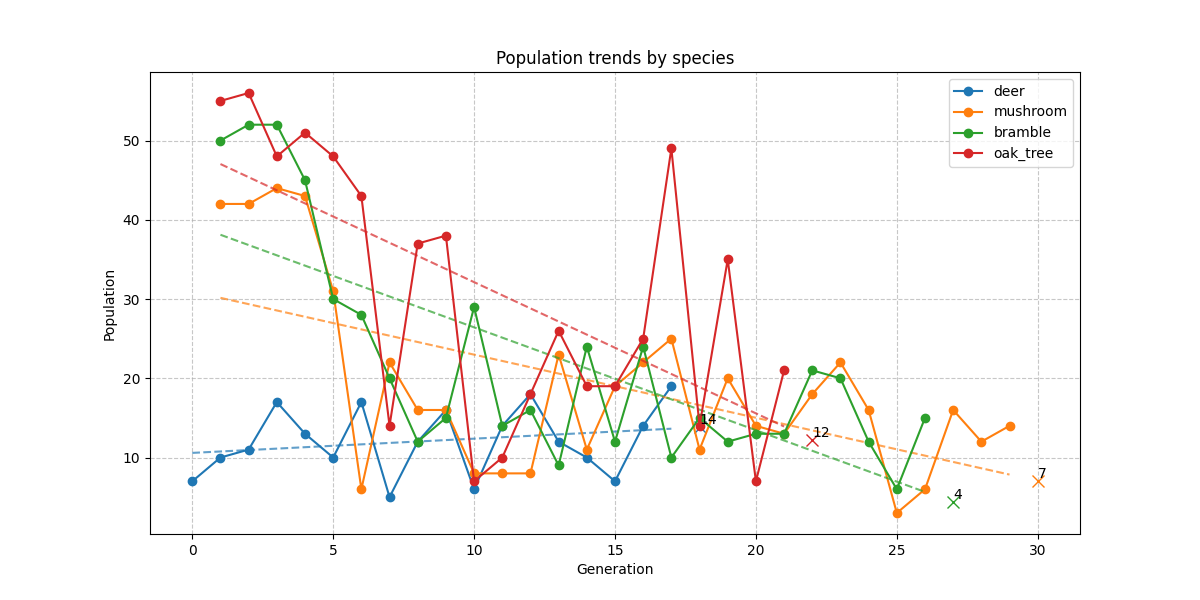 Population trends by species
deer
mushroom
bramble
oak_tree
Population
50
40
30
20
10
14
12
7
4
0 5 10 15 20 25 30
Generation